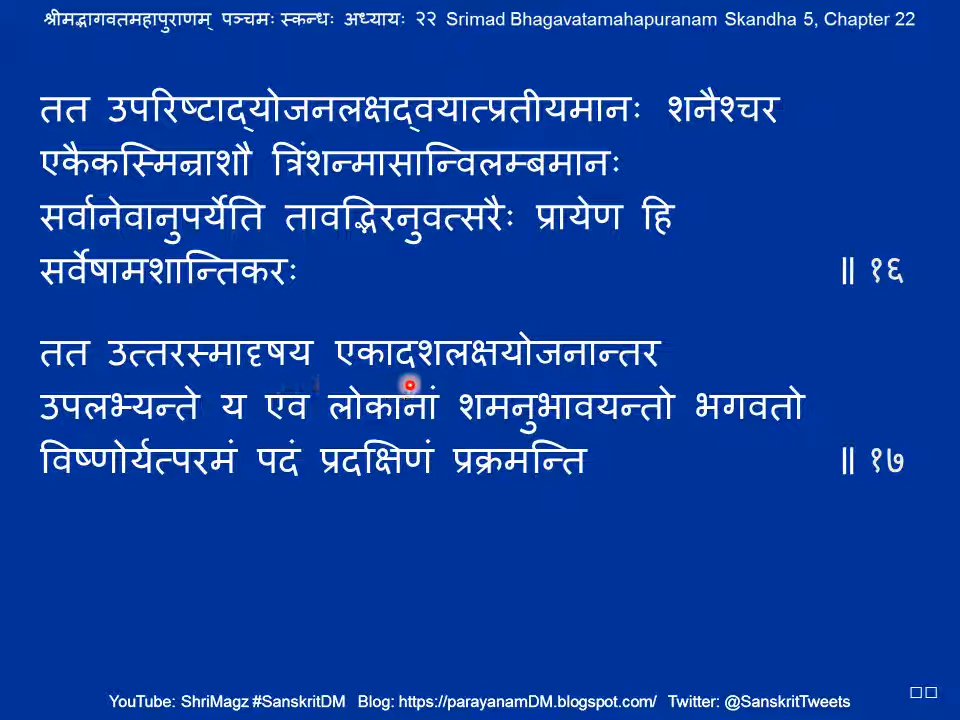 श्रीमद्भागवतमहापुराणम् पञ्चमः स्कन्धः अध्यायः २२ Srimad Bhagavatamahapuranam Skandha 5, Chapter 22
तत उपरिष्टाद्योजनलक्षद्वयात्प्रतीयमानः शनैश्चर
एकैकस्मिन्राशौ त्रिंशन्मासान्विलम्बमानः
सर्वानेवानुपर्येति तावद्भिरनुवत्सरैः प्रायेण हि
सर्वेषामशान्तिकरः ॥ १६
तत उत्तरस्मादृषय एकादशलक्षयोजनान्तर
उपलभ्यन्ते य एव लोकानां शमनुभावयन्तो भगवतो
विष्णोर्यत्परमं पदं प्रदक्षिणं प्रक्रमन्ति ॥ १७
YouTube: ShriMagz #SanskritDM Blog: https://parayanamDM.blogspot.com/ Twitter: @SanskritTweets